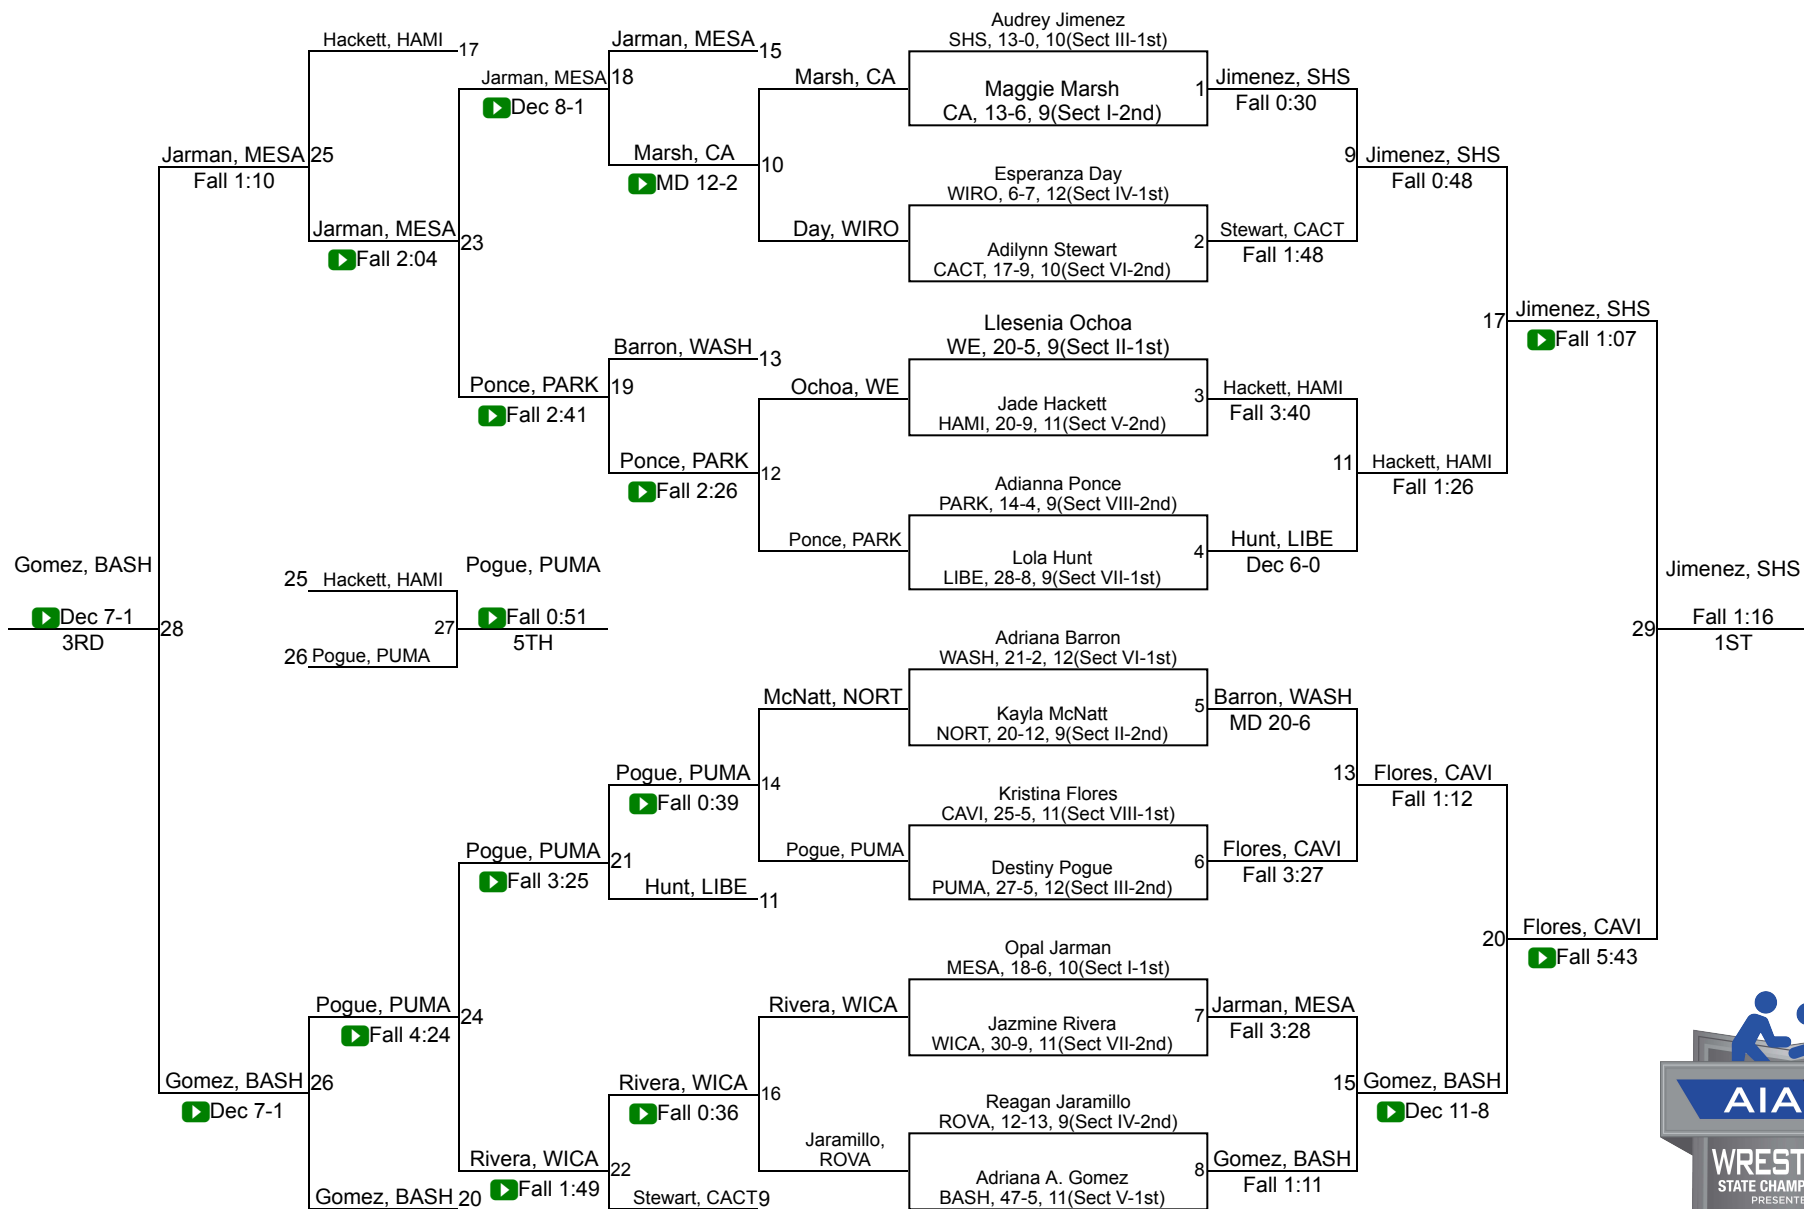 Hackett, HAMI
17
Jarman, MESA
18
Dec 8-1
Jarman, MESA
15
Marsh, CA
MD 12-2
10
Jarman, MESA
25
Fall 1:10
Jarman, MESA
23
Fall 2:04
Barron, WASH
13
Ponce, PARK
19
Fall 2:41
Ponce, PARK
12
Fall 2:26
Marsh, CA
Day, WIRO
Ochoa, WE
Ponce, PARK
Audrey Jimenez
SHS, 13-0, 10(Sect III-1st)
Maggie Marsh
CA, 13-6, 9(Sect I-2nd)
1
Jimenez, SHS
Fall 0:30
Esperanza Day
WIRO, 6-7, 12(Sect IV-1st)
Adilynn Stewart
CACT, 17-9, 10(Sect VI-2nd)
2
Stewart, CACT
Fall 1:48
9
Jimenez, SHS
Fall 0:48
Llesenia Ochoa
WE, 20-5, 9(Sect II-1st)
Jade Hackett
HAMI, 20-9, 11(Sect V-2nd)
3
Hackett, HAMI
Fall 3:40
Adianna Ponce
PARK, 14-4, 9(Sect VIII-2nd)
Lola Hunt
LIBE, 28-8, 9(Sect VII-1st)
4
Hunt, LIBE
Dec 6-0
11
Hackett, HAMI
Fall 1:26
17
Jimenez, SHS
Fall 1:07
Gomez, BASH
Dec 7-1
3RD
28
25
Hackett, HAMI
26
Pogue, PUMA
27
Pogue, PUMA
Fall 0:51
5TH
Jimenez, SHS
29
Fall 1:16
1ST
McNatt, NORT
Pogue, PUMA
14
Fall 0:39
Pogue, PUMA
Pogue, PUMA
21
Fall 3:25
Hunt, LIBE
11
Pogue, PUMA
24
Fall 4:24
Gomez, BASH
26
Dec 7-1
Gomez, BASH
20
Rivera, WICA
22
Fall 1:49
Rivera, WICA
16
Fall 0:36
Stewart, CACT
9
Rivera, WICA
Jaramillo,
ROVA
Adriana Barron
WASH, 21-2, 12(Sect VI-1st)
Kayla McNatt
NORT, 20-12, 9(Sect II-2nd)
5
Barron, WASH
MD 20-6
Kristina Flores
CAVI, 25-5, 11(Sect VIII-1st)
Destiny Pogue
PUMA, 27-5, 12(Sect III-2nd)
6
Flores, CAVI
Fall 3:27
13
Flores, CAVI
Fall 1:12
Opal Jarman
MESA, 18-6, 10(Sect I-1st)
Jazmine Rivera
WICA, 30-9, 11(Sect VII-2nd)
7
Jarman, MESA
Fall 3:28
Reagan Jaramillo
ROVA, 12-13, 9(Sect IV-2nd)
Adriana A. Gomez
BASH, 47-5, 11(Sect V-1st)
8
Gomez, BASH
Fall 1:11
15
Gomez, BASH
Dec 11-8
20
Flores, CAVI
Fall 5:43
AIA
WREST
STATE CHAMP
PRESENTE